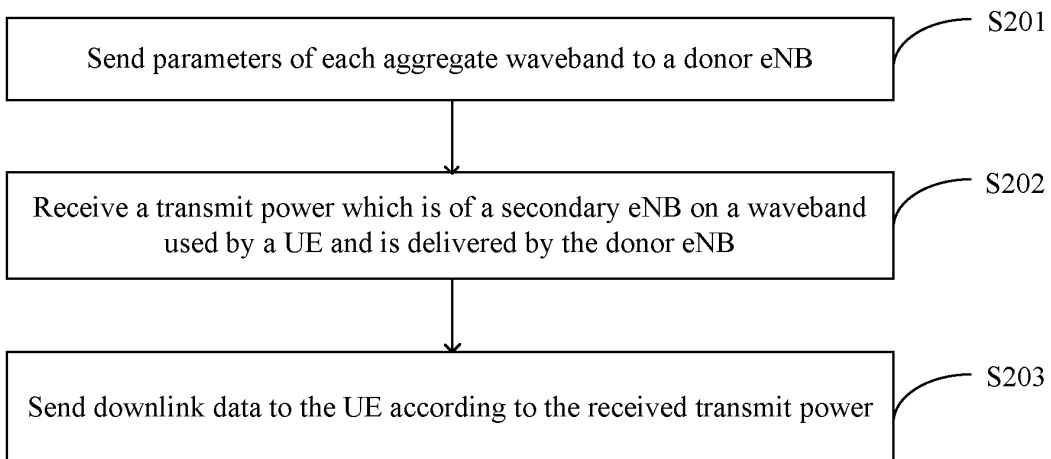 S201
Send parameters of each aggregate waveband to a donor eNB
S202
Receive a transmit power which is of a secondary eNB on a waveband
used by a UE and is delivered by the donor eNB
S203
Send downlink data to the UE according to the received transmit power